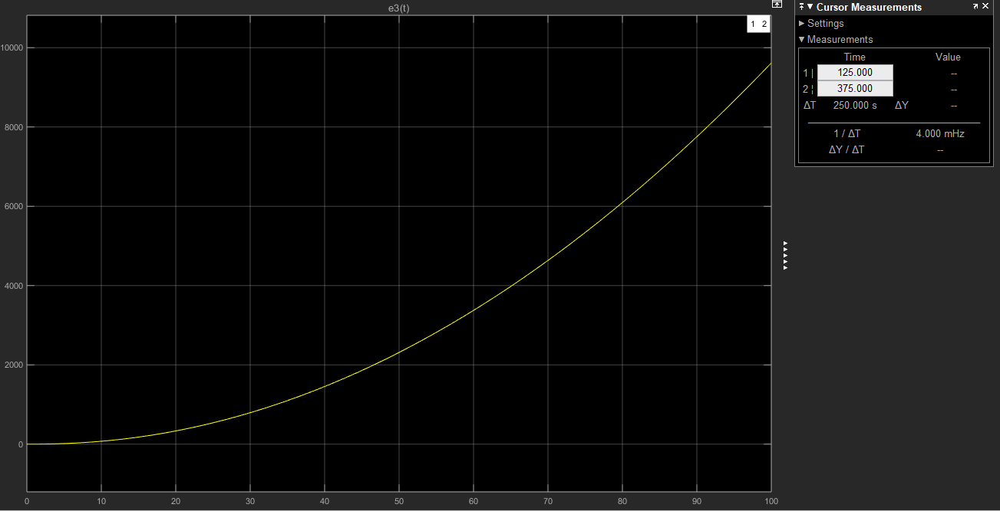 e3(t)
1 2
10000
8000
6000
4000
2000
0
0 10 20 30 40 50 60 70 80 90 100
Cursor Measurements
Settings
Measurements
Time Value
1 | 125.000 --
2 ¦ 375.000 --
ΔT 250.000 s ΔY --
1 / ΔT 4.000 mHz
ΔY / ΔT --